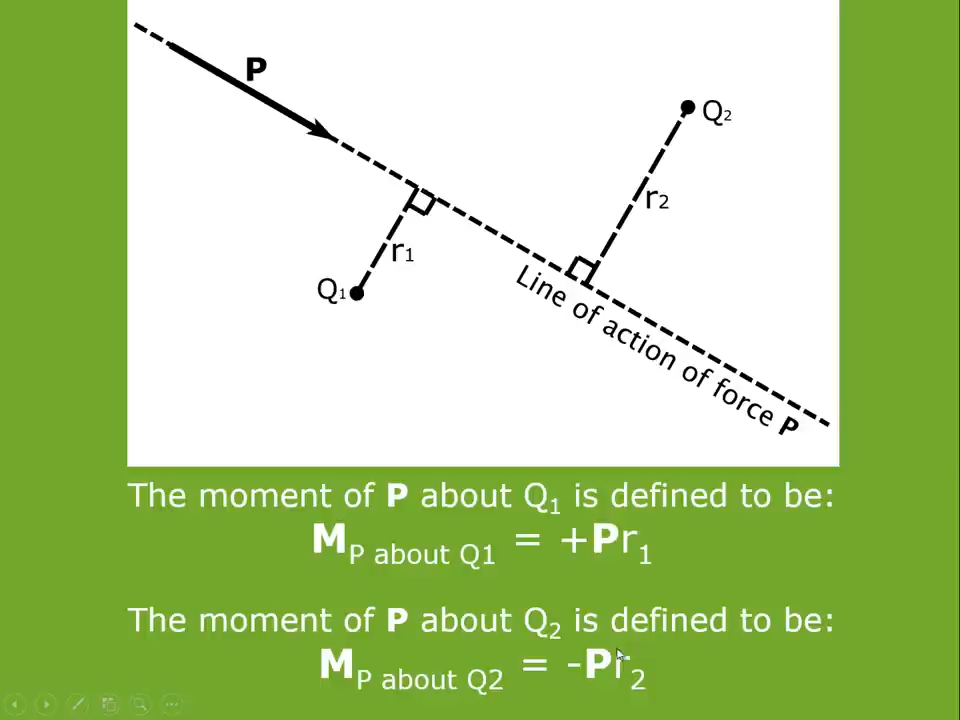 P
Q2
r2
r1
Q1
Line of action of force P
The moment of P about Q1 is defined to be:
MP about Q1 = +Pr1
The moment of P about Q2 is defined to be:
MP about Q2 = -Pr2